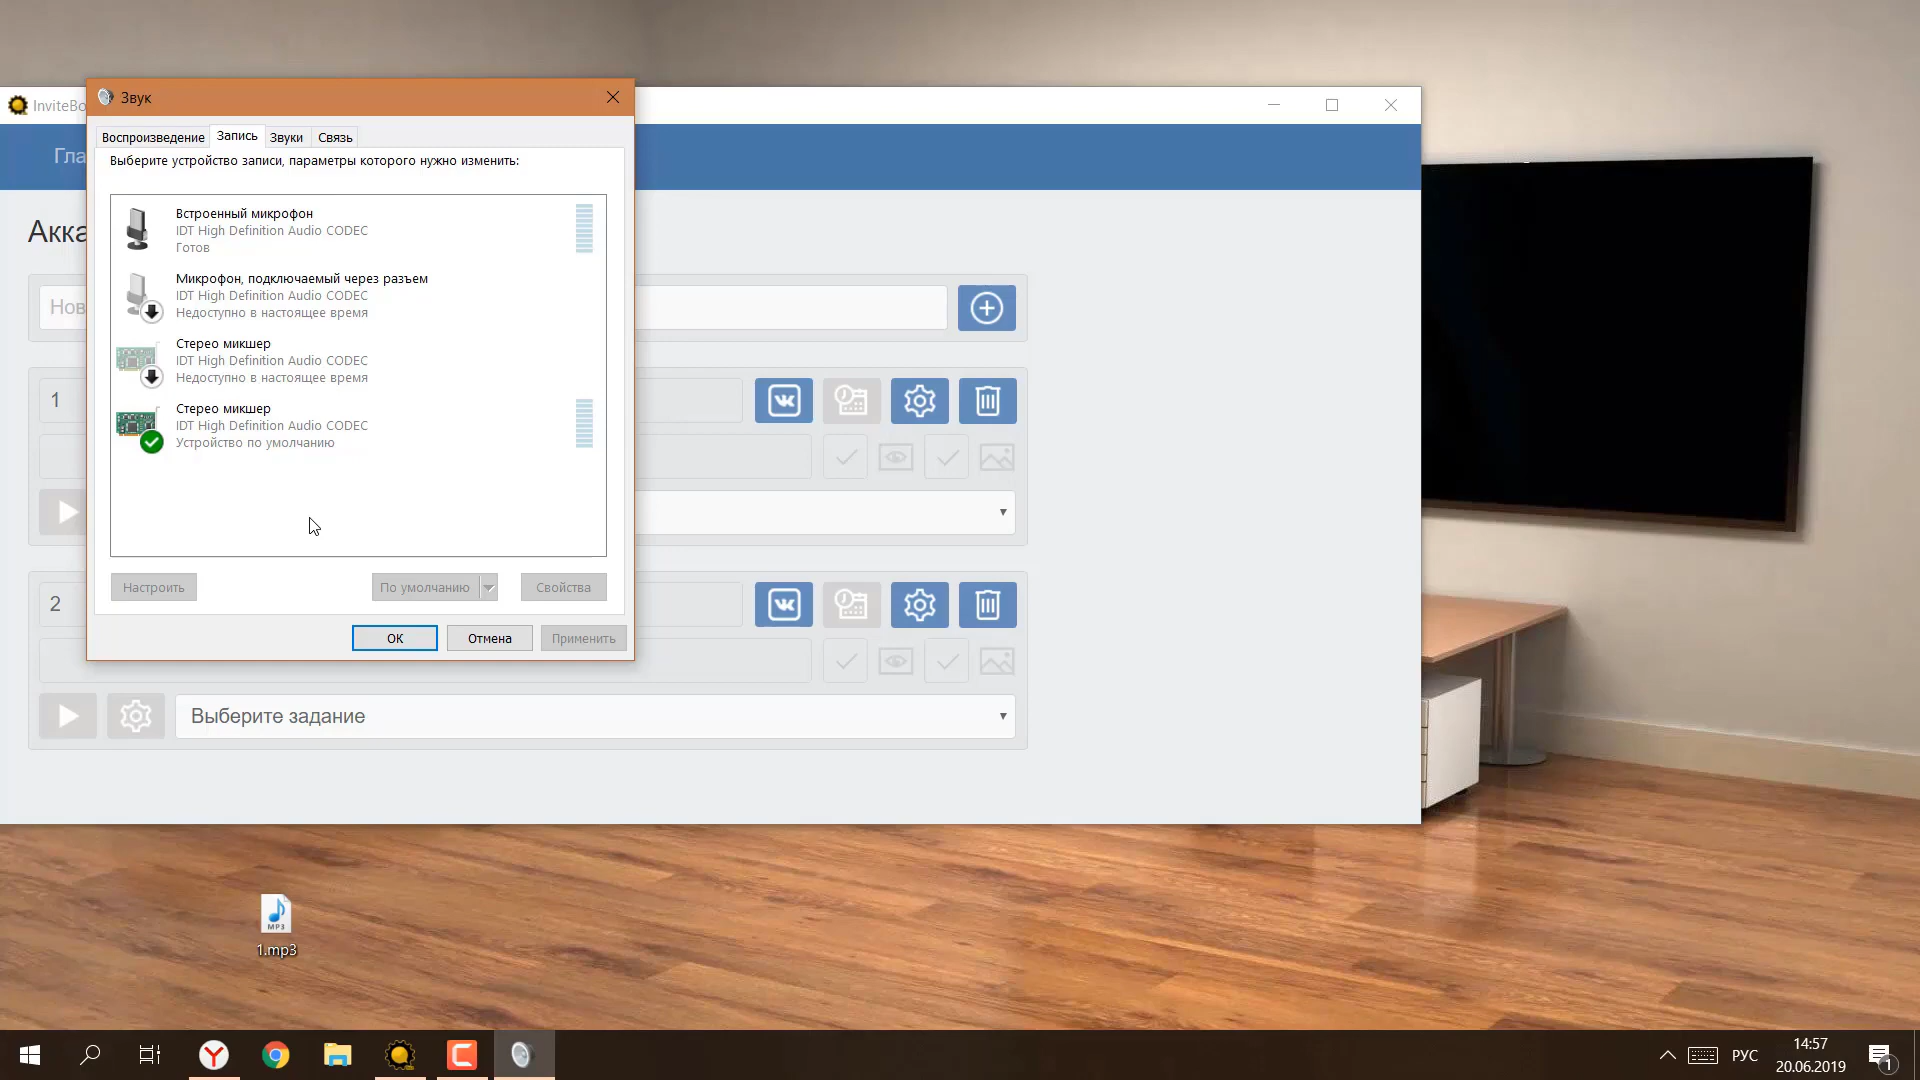 InviteBo
Звук
Гла
Воспроизведение Запись Звуки Связь
Выберите устройство записи, параметры которого нужно изменить:
Встроенный микрофон
IDT High Definition Audio CODEC
Готов
Акка
Микрофон, подключаемый через разъем
IDT High Definition Audio CODEC
Недоступно в настоящее время
Нов
Стерео микшер
IDT High Definition Audio CODEC
Недоступно в настоящее время
1
Стерео микшер
IDT High Definition Audio CODEC
Устройство по умолчанию
Настроить По умолчанию Свойства
2
ОК Отмена Применить
Выберите задание
MP3
1.mp3
РУС
14:57
20.06.2019
1